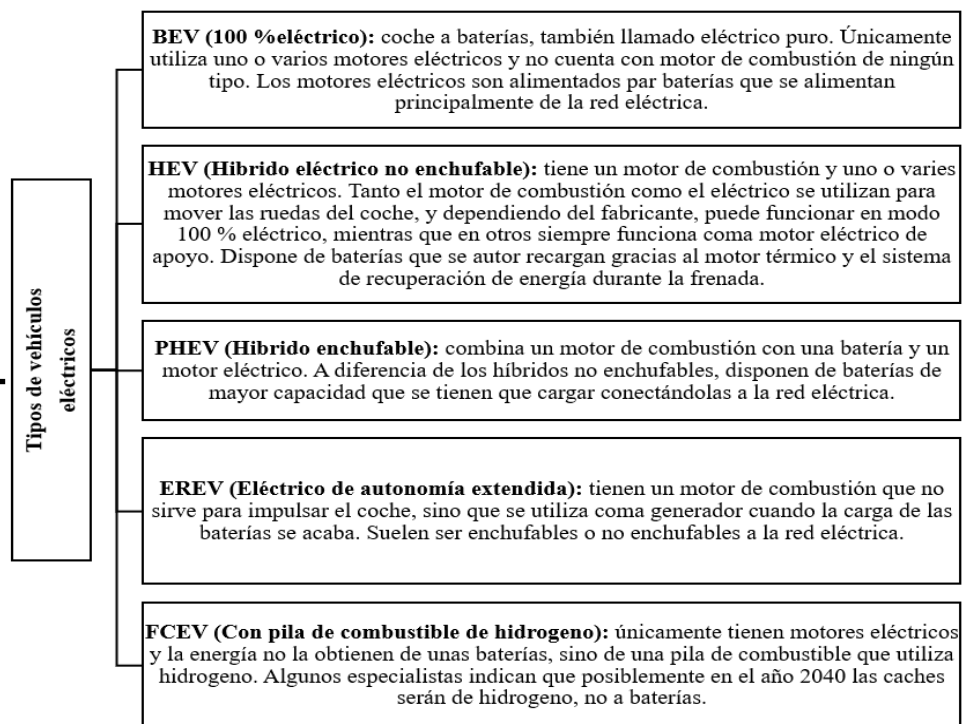 Tipos de vehículos
eléctricos
BEV (100 %eléctrico): coche a baterías, también llamado eléctrico puro. Únicamente
utiliza uno o varios motores eléctricos y no cuenta con motor de combustión de ningún
tipo. Los motores eléctricos son alimentados par baterías que se alimentan
principalmente de la red eléctrica.
HEV (Hibrido eléctrico no enchufable): tiene un motor de combustión y uno o varies
motores eléctricos. Tanto el motor de combustión como el eléctrico se utilizan para
mover las ruedas del coche, y dependiendo del fabricante, puede funcionar en modo
100 % eléctrico, mientras que en otros siempre funciona coma motor eléctrico de
apoyo. Dispone de baterías que se autor recargan gracias al motor térmico y el sistema
de recuperación de energía durante la frenada.
PHEV (Hibrido enchufable): combina un motor de combustión con una batería y un
motor eléctrico. A diferencia de los híbridos no enchufables, disponen de baterías de
mayor capacidad que se tienen que cargar conectándolas a la red eléctrica.
EREV (Eléctrico de autonomía extendida): tienen un motor de combustión que no
sirve para impulsar el coche, sino que se utiliza coma generador cuando la carga de las
baterías se acaba. Suelen ser enchufables o no enchufables a la red eléctrica.
FCEV (Con pila de combustible de hidrogeno): únicamente tienen motores eléctricos
y la energía no la obtienen de unas baterías, sino de una pila de combustible que utiliza
hidrogeno. Algunos especialistas indican que posiblemente en el año 2040 las caches
serán de hidrogeno, no a baterías.